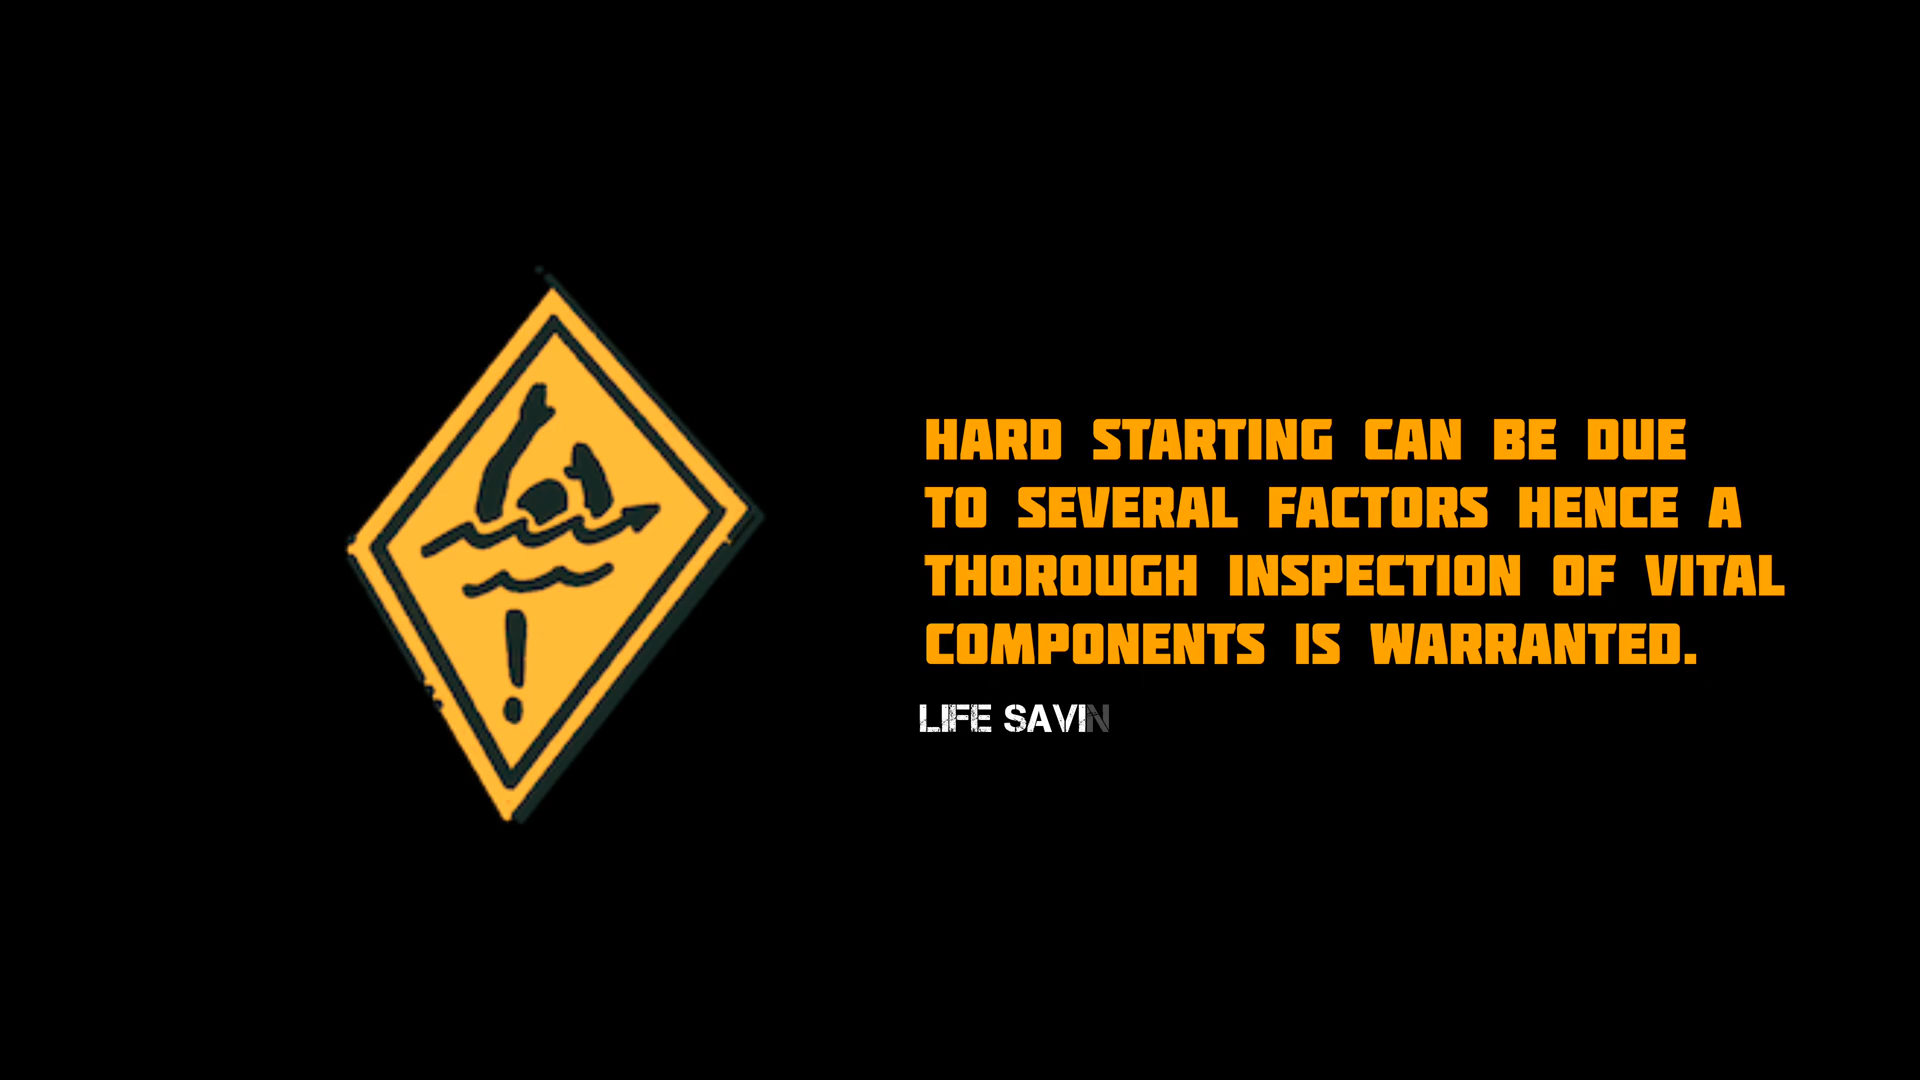 HARD STARTING CAN BE DUE
TO SEVERAL FACTORS HENCE A
THOROUGH INSPECTION OF VITAL
COMPONENTS IS WARRANTED.
LIFE SAVIN